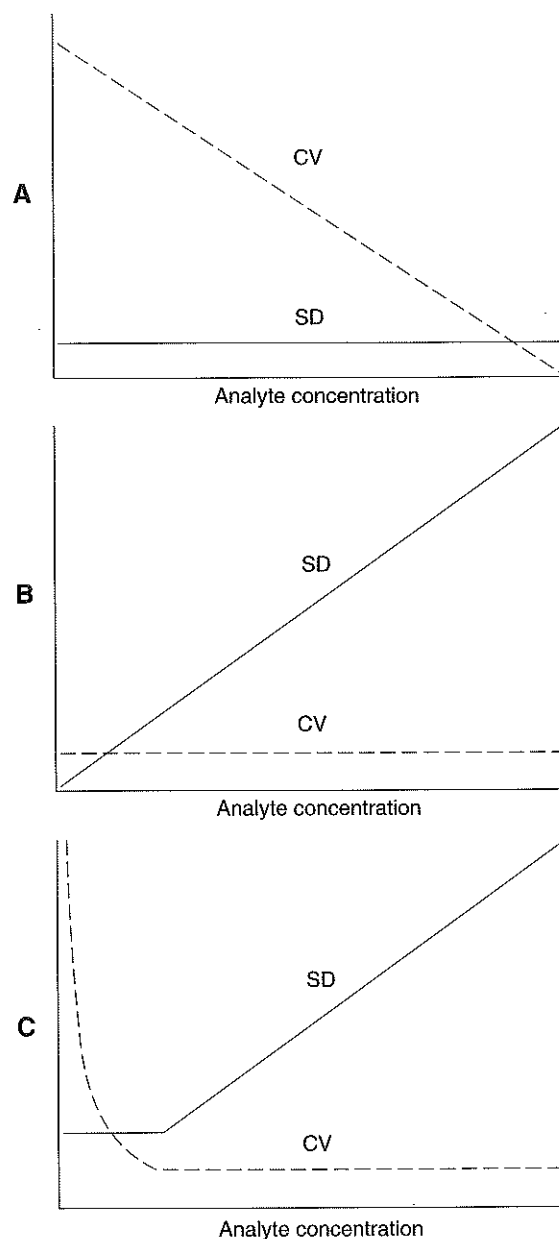 CV
A
SD
Analyte concentration
SD
B
CV
Analyte concentration
SD
C
CV
Analyte concentration